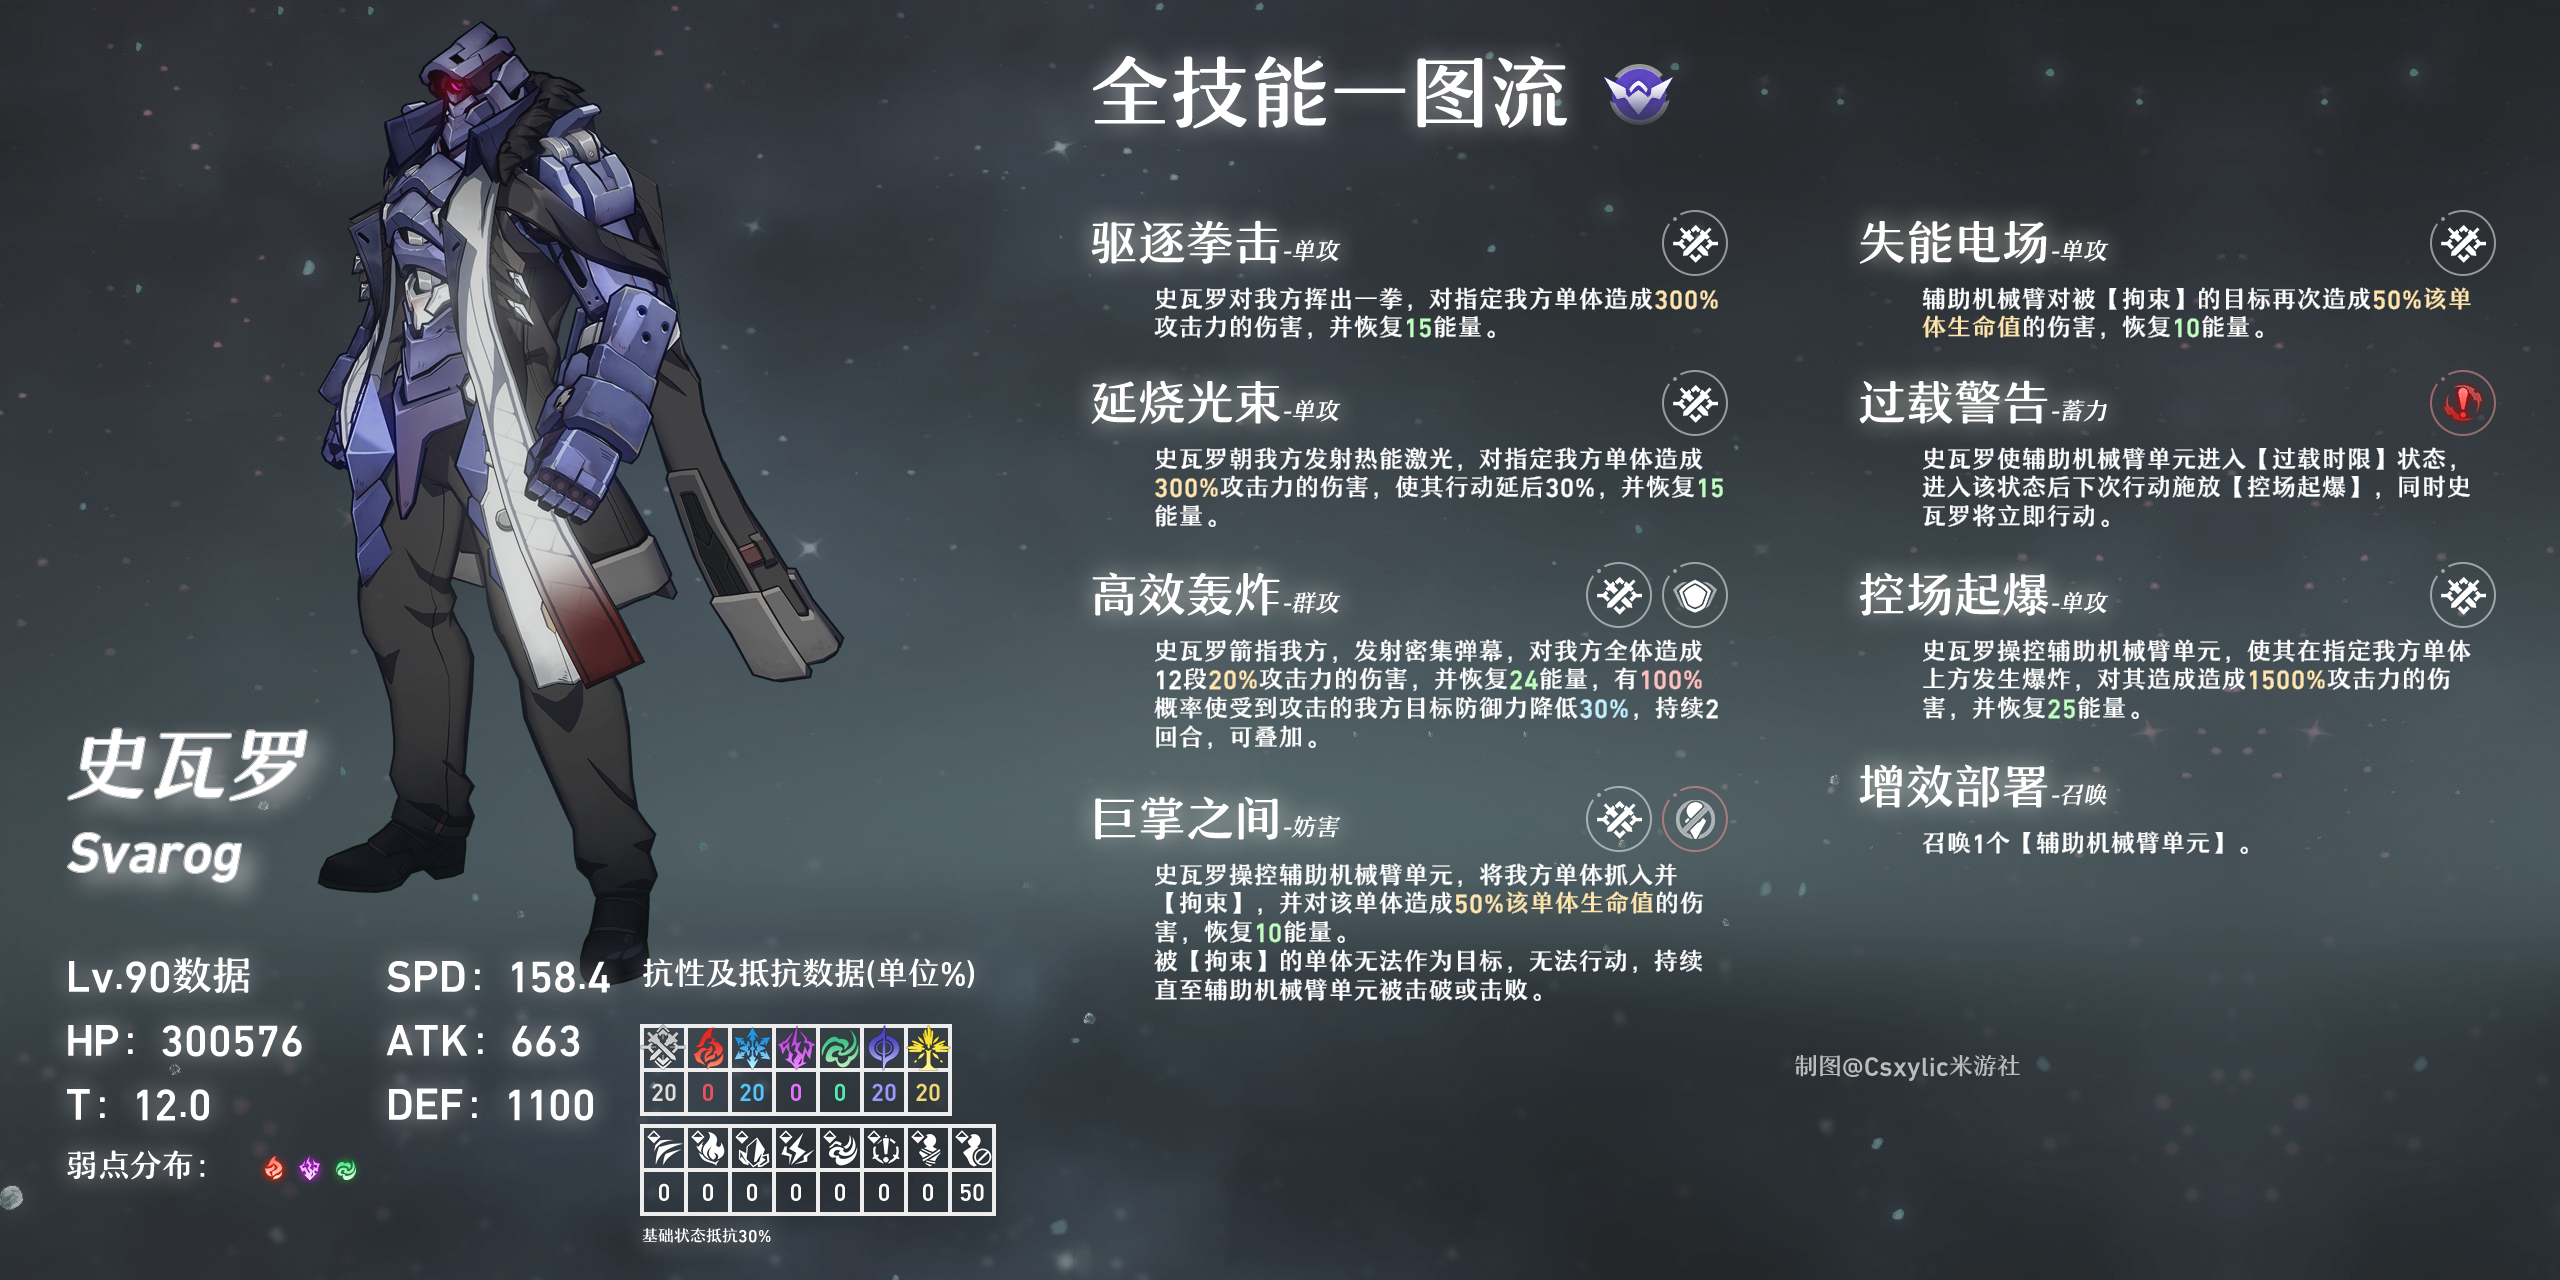 全技能一图流
驱逐拳击-单攻
史瓦罗对我方挥出一拳，对指定我方单体造成300%
攻击力的伤害，并恢复15能量。
延烧光束-单攻
史瓦罗朝我方发射热能激光，对指定我方单体造成
300%攻击力的伤害，使其行动延后30%，并恢复15
能量。
高效轰炸-群攻
史瓦罗箭指我方，发射密集弹幕，对我方全体造成
12段20%攻击力的伤害，并恢复24能量，有100%
概率使受到攻击的我方目标防御力降低30%，持续2
回合，可叠加。
巨掌之间-妨害
史瓦罗操控辅助机械臂单元，将我方单体抓入并
【拘束】，并对该单体造成50%该单体生命值的伤
害，恢复10能量。
被【拘束】的单体无法作为目标，无法行动，持续
直至辅助机械臂单元被击破或击败。
失能电场-单攻
辅助机械臂对被【拘束】的目标再次造成50%该单
体生命值的伤害，恢复10能量。
过载警告-蓄力
史瓦罗使辅助机械臂单元进入【过载时限】状态，
进入该状态后下次行动施放【控场起爆】，同时史
瓦罗将立即行动。
控场起爆-单攻
史瓦罗操控辅助机械臂单元，使其在指定我方单体
上方发生爆炸，对其造成造成1500%攻击力的伤
害，并恢复25能量。
增效部署-召唤
召唤1个【辅助机械臂单元】。
史瓦罗
Svarog
Lv.90数据
SPD：158.4
HP：300576
ATK：663
T：12.0
DEF：1100
弱点分布：
抗性及抵抗数据(单位%)
20 0 20 0 0 20 20
0 0 0 0 0 0 0 50
基础状态抵抗30%
制图@Csxylic米游社